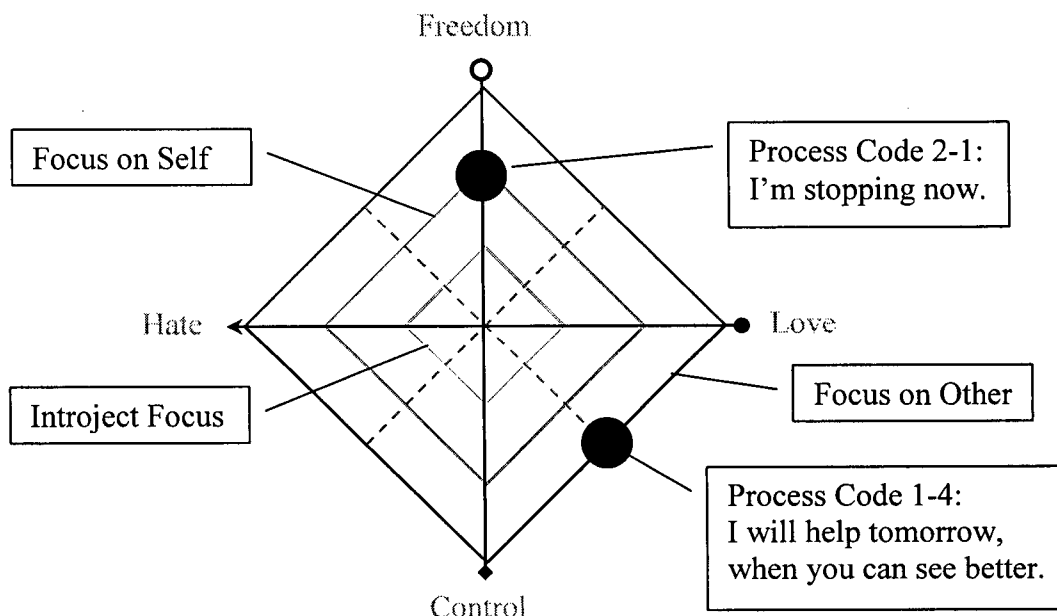 Freedom
Focus on Self
Process Code 2-1:
I'm stopping now.
Hate
Love
Introject Focus
Focus on Other
Process Code 1-4:
I will help tomorrow,
when you can see better.
Control